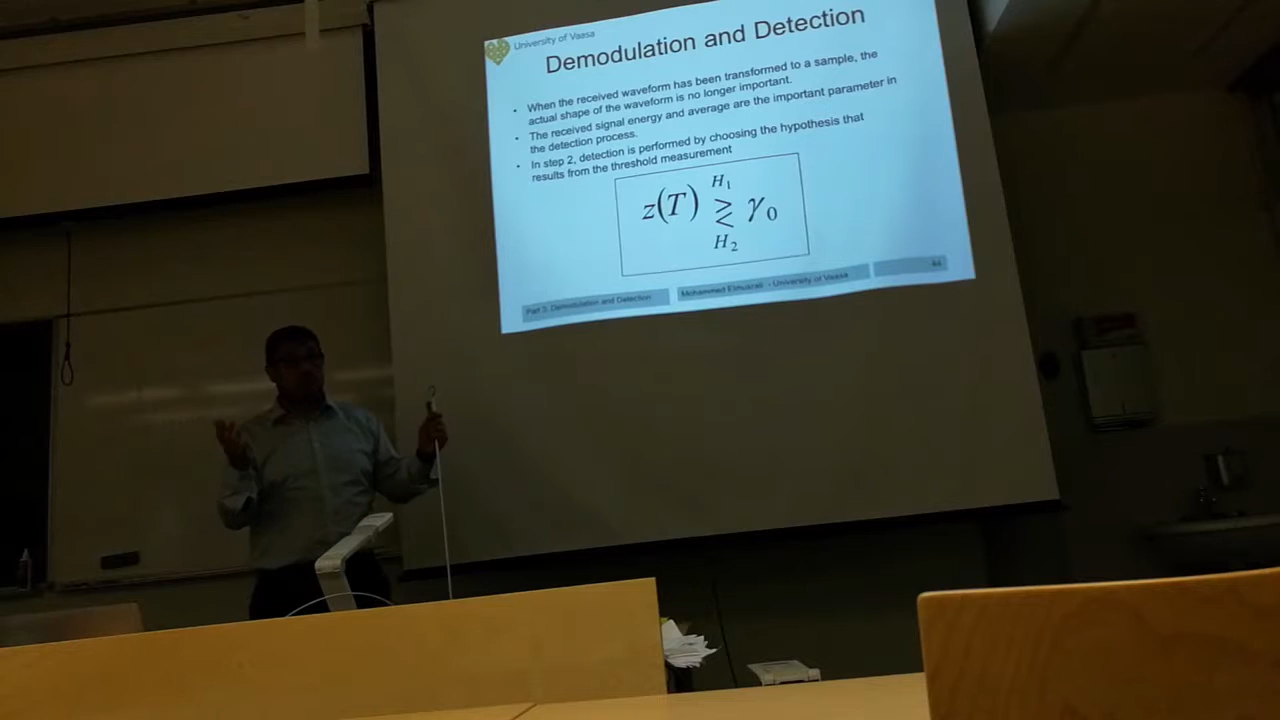 University of Vaasa
Demodulation and Detection
• When the received waveform has been transformed to a sample, the
actual shape of the waveform is no longer important.
• The received signal energy and average are the important parameter in
the detection process.
• In step 2, detection is performed by choosing the hypothesis that
results from the threshold measurement
H₁
z(T) ≷ γ₀
H₂
Part 3: Demodulation and Detection
Mohammed Elmusrati - University of Vaasa
44